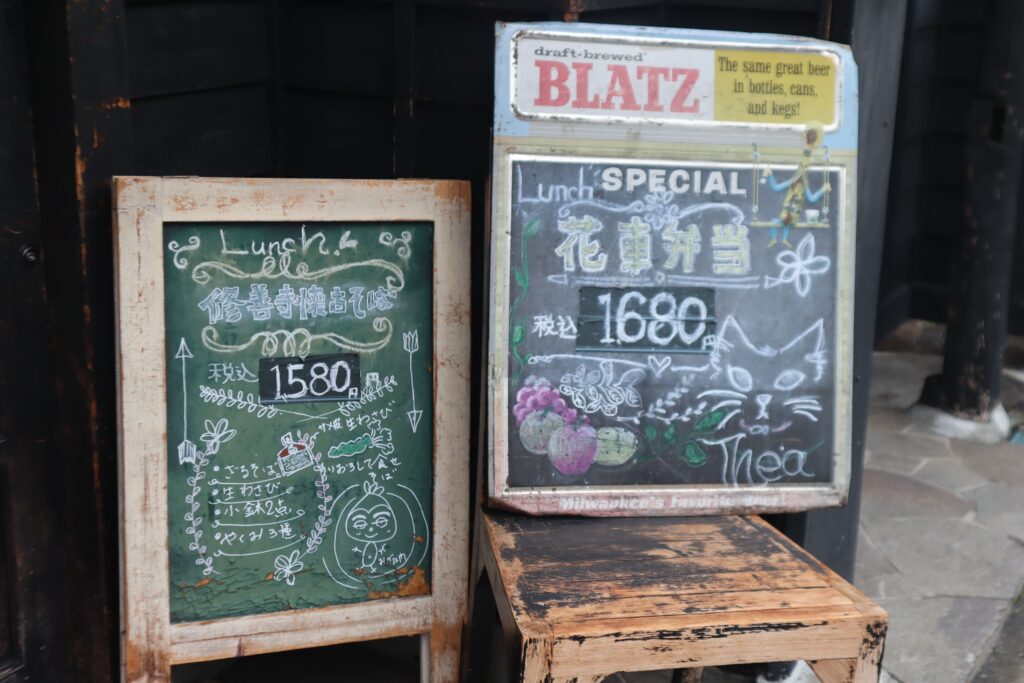 Lunch
修善寺懐古そば
税込
1580円
生わさび
・ざるそば
・生わさび
・小鉢2点
・やくみ3種
draft-brewed
BLATZ
The same great beer
in bottles, cans,
and kegs!
Lunch SPECIAL
花車弁当
税込 1680円
Thea
Milwaukee's Favorite Beer!